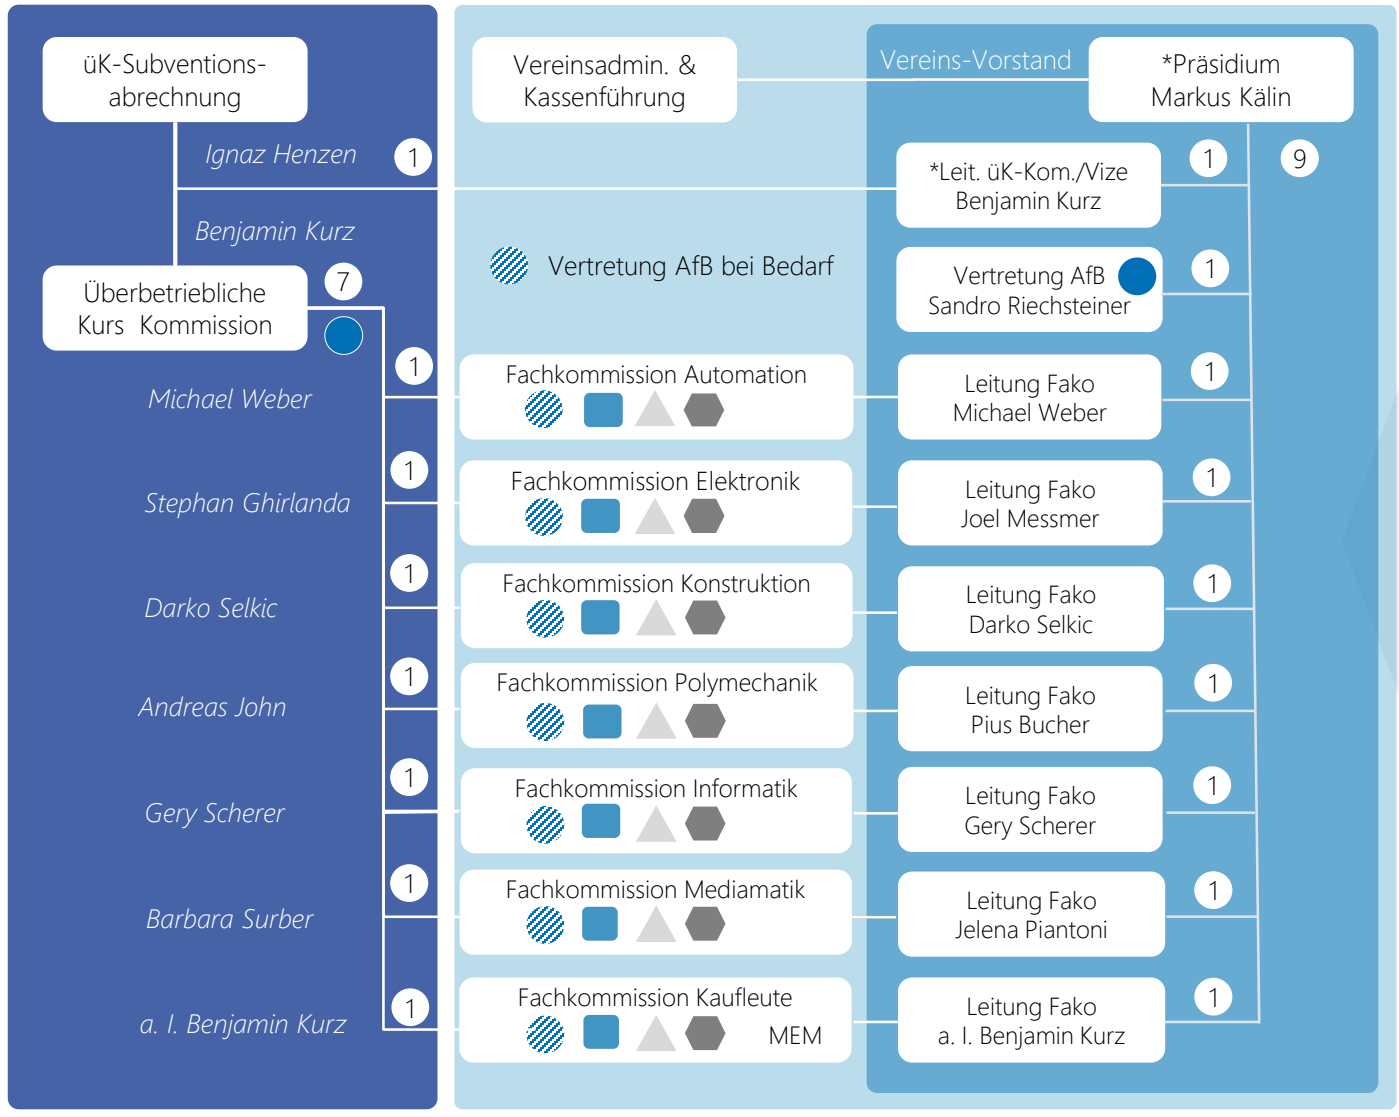 üK-Subventions-
abrechnung
Ignaz Henzen
1
Benjamin Kurz
Überbetriebliche
Kurs Kommission
7
Michael Weber
1
Stephan Ghirlanda
1
Darko Selkic
1
Andreas John
1
Gery Scherer
1
Barbara Surber
1
a. I. Benjamin Kurz
1
Vereinsadmin. &
Kassenführung
Vertretung AfB bei Bedarf
Fachkommission Automation
Fachkommission Elektronik
Fachkommission Konstruktion
Fachkommission Polymechanik
Fachkommission Informatik
Fachkommission Mediamatik
Fachkommission Kaufleute
MEM
Vereins-Vorstand
*Präsidium
Markus Kälin
9
*Leit. üK-Kom./Vize
Benjamin Kurz
1
Vertretung AfB
Sandro Riechsteiner
1
Leitung Fako
Michael Weber
1
Leitung Fako
Joel Messmer
1
Leitung Fako
Darko Selkic
1
Leitung Fako
Pius Bucher
1
Leitung Fako
Gery Scherer
1
Leitung Fako
Jelena Piantoni
1
Leitung Fako
a. I. Benjamin Kurz
1